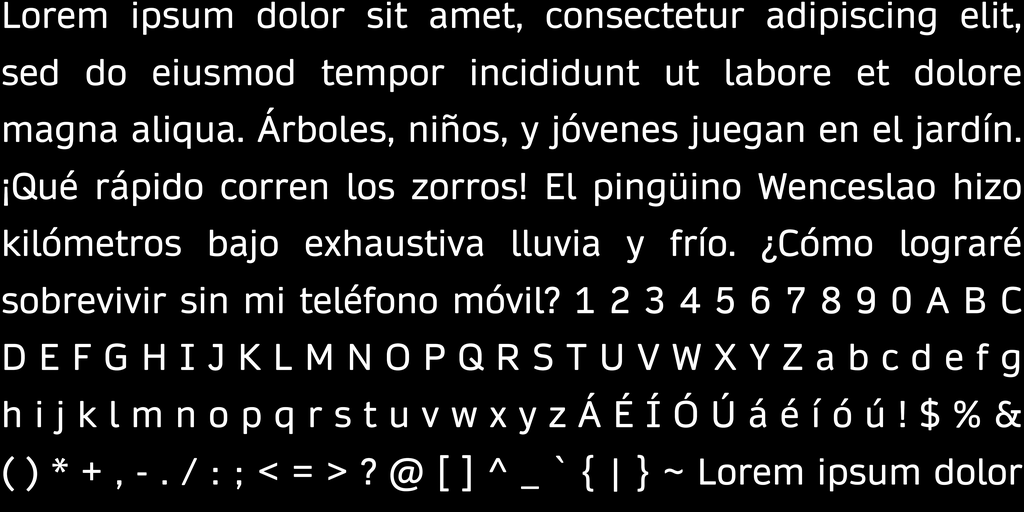 Lorem ipsum dolor sit amet, consectetur adipiscing elit,
sed do eiusmod tempor incididunt ut labore et dolore
magna aliqua. Árboles, niños, y jóvenes juegan en el jardín.
¡Qué rápido corren los zorros! El pingüino Wenceslao hizo
kilómetros bajo exhaustiva lluvia y frío. ¿Cómo lograré
sobrevivir sin mi teléfono móvil? 1 2 3 4 5 6 7 8 9 0 A B C
D E F G H I J K L M N O P Q R S T U V W X Y Z a b c d e f g
h i j k l m n o p q r s t u v w x y z Á É Í Ó Ú á é í ó ú ! $ % &
( ) * + , - . / : ; < = > ? @ [ ] ^ _ ` { | } ~ Lorem ipsum dolor